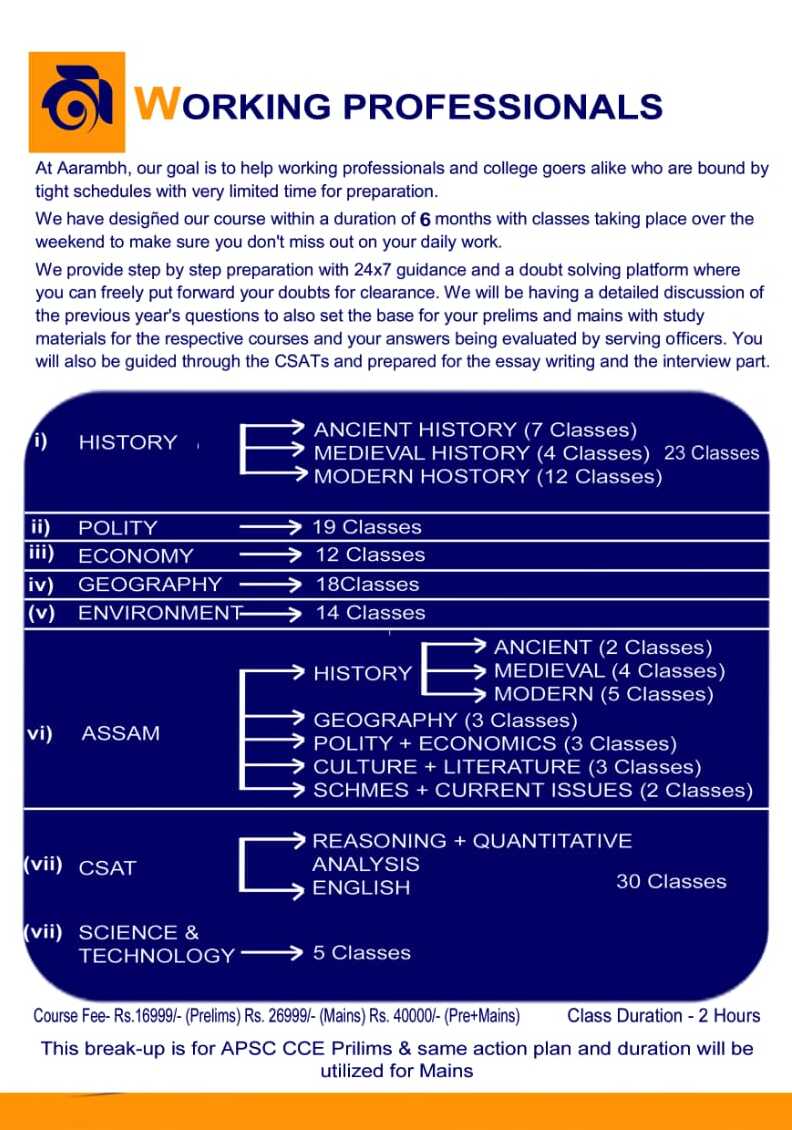 WORKING PROFESSIONALS
At Aarambh, our goal is to help working professionals and college goers alike who are bound by
tight schedules with very limited time for preparation.
We have desigñed our course within a duration of 6 months with classes taking place over the
weekend to make sure you don't miss out on your daily work.
We provide step by step preparation with 24x7 guidance and a doubt solving platform where
you can freely put forward your doubts for clearance. We will be having a detailed discussion of
the previous year's questions to also set the base for your prelims and mains with study
materials for the respective courses and your answers being evaluated by serving officers. You
will also be guided through the CSATs and prepared for the essay writing and the interview part.
ANCIENT HISTORY (7 Classes)
i) HISTORY MEDIEVAL HISTORY (4 Classes) 23 Classes
MODERN HOSTORY (12 Classes)
ii) POLITY 19 Classes
iii) ECONOMY 12 Classes
iv) GEOGRAPHY 18Classes
(v) ENVIRONMENT 14 Classes
vi) ASSAM
HISTORY
ANCIENT (2 Classes)
MEDIEVAL (4 Classes)
MODERN (5 Classes)
GEOGRAPHY (3 Classes)
POLITY + ECONOMICS (3 Classes)
CULTURE + LITERATURE (3 Classes)
SCHMES + CURRENT ISSUES (2 Classes)
(vii) CSAT
REASONING + QUANTITATIVE
ANALYSIS
ENGLISH
30 Classes
(vii) SCIENCE &
TECHNOLOGY 5 Classes
Course Fee- Rs.16999/- (Prelims) Rs. 26999/- (Mains) Rs. 40000/- (Pre+Mains) Class Duration - 2 Hours
This break-up is for APSC CCE Prilims & same action plan and duration will be
utilized for Mains